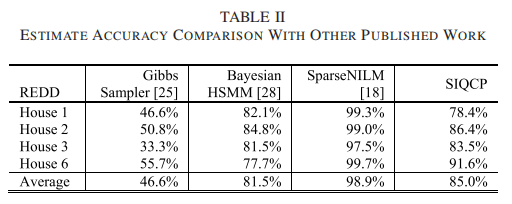 TABLE II
ESTIMATE ACCURACY COMPARISON WITH OTHER PUBLISHED WORK
REDD Gibbs Sampler [25] Bayesian HSMM [28] SparseNILM [18] SIQCP
House 1 46.6% 82.1% 99.3% 78.4%
House 2 50.8% 84.8% 99.0% 86.4%
House 3 33.3% 81.5% 97.5% 83.5%
House 6 55.7% 77.7% 99.7% 91.6%
Average 46.6% 81.5% 98.9% 85.0%